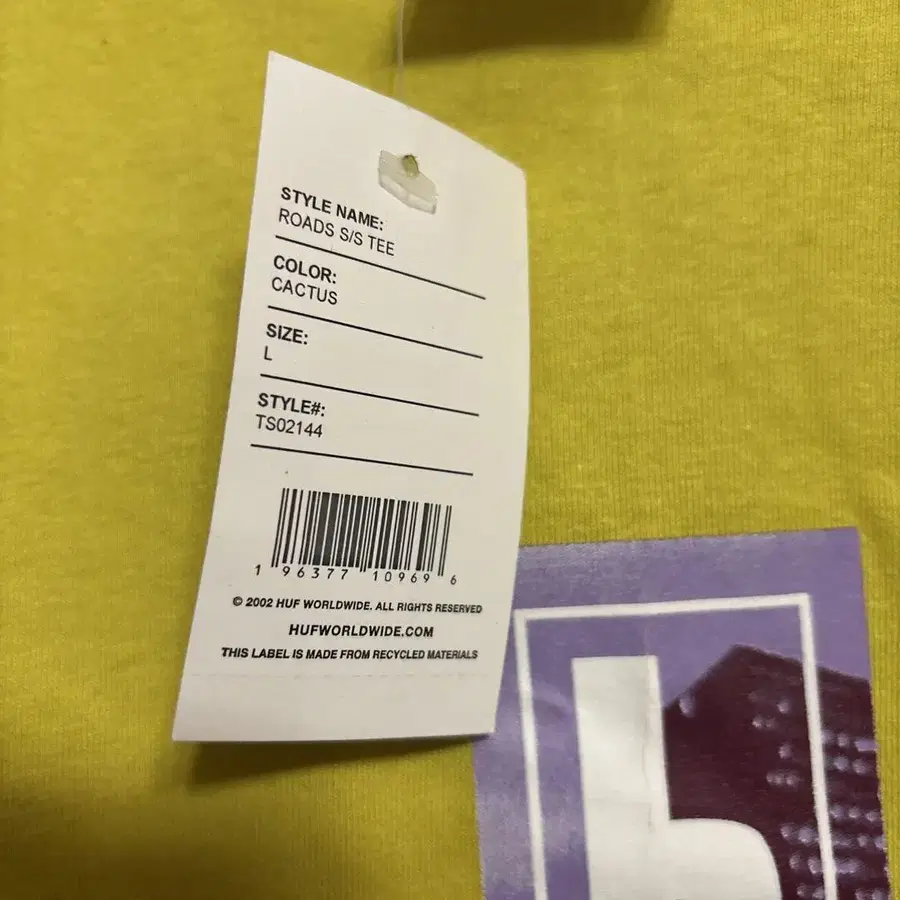 STYLE NAME:
ROADS S/S TEE
COLOR:
CACTUS
SIZE:
L
STYLE#:
TS02144
1 96377 10969 6
© 2002 HUF WORLDWIDE. ALL RIGHTS RESERVED
HUFWORLDWIDE.COM
THIS LABEL IS MADE FROM RECYCLED MATERIALS